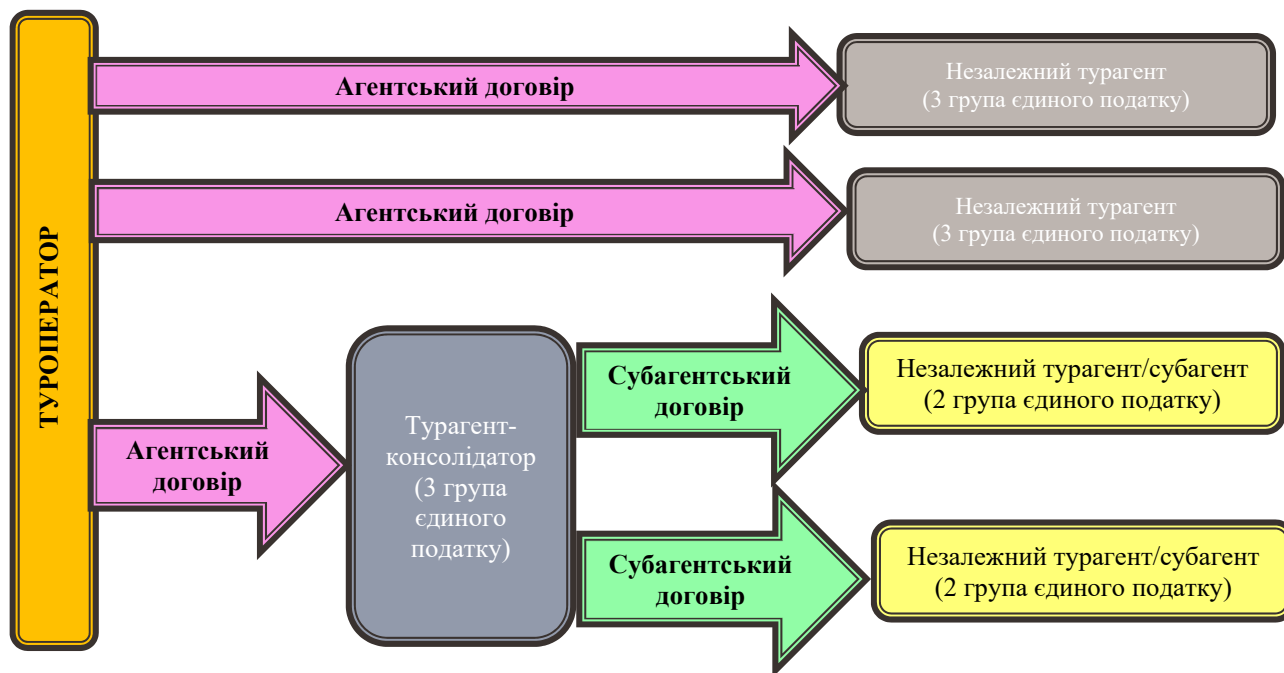 ТУРОПЕРАТОР
Агентський договір
Незалежний турагент
(3 група єдиного податку)
Агентський договір
Незалежний турагент
(3 група єдиного податку)
Агентський
договір
Турагент-
консолідатор
(3 група
єдиного
податку)
Субагентський
договір
Незалежний турагент/субагент
(2 група єдиного податку)
Субагентський
договір
Незалежний турагент/субагент
(2 група єдиного податку)